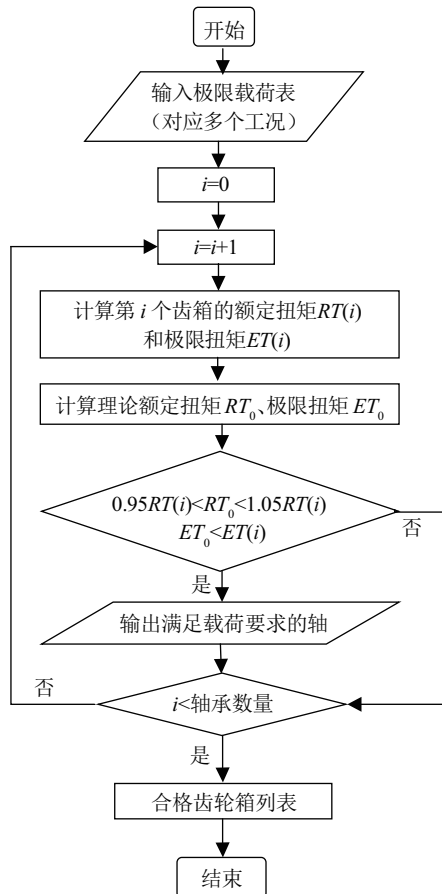 开始
输入极限载荷表
（对应多个工况）
i=0
i=i+1
计算第 i 个齿箱的额定扭矩RT(i)
和极限扭矩ET(i)
计算理论额定扭矩 RT₀、极限扭矩 ET₀
0.95RT(i)<RT₀<1.05RT(i)
ET₀<ET(i)
否
是
输出满足载荷要求的轴
否
i<轴承数量
是
合格齿轮箱列表
结束